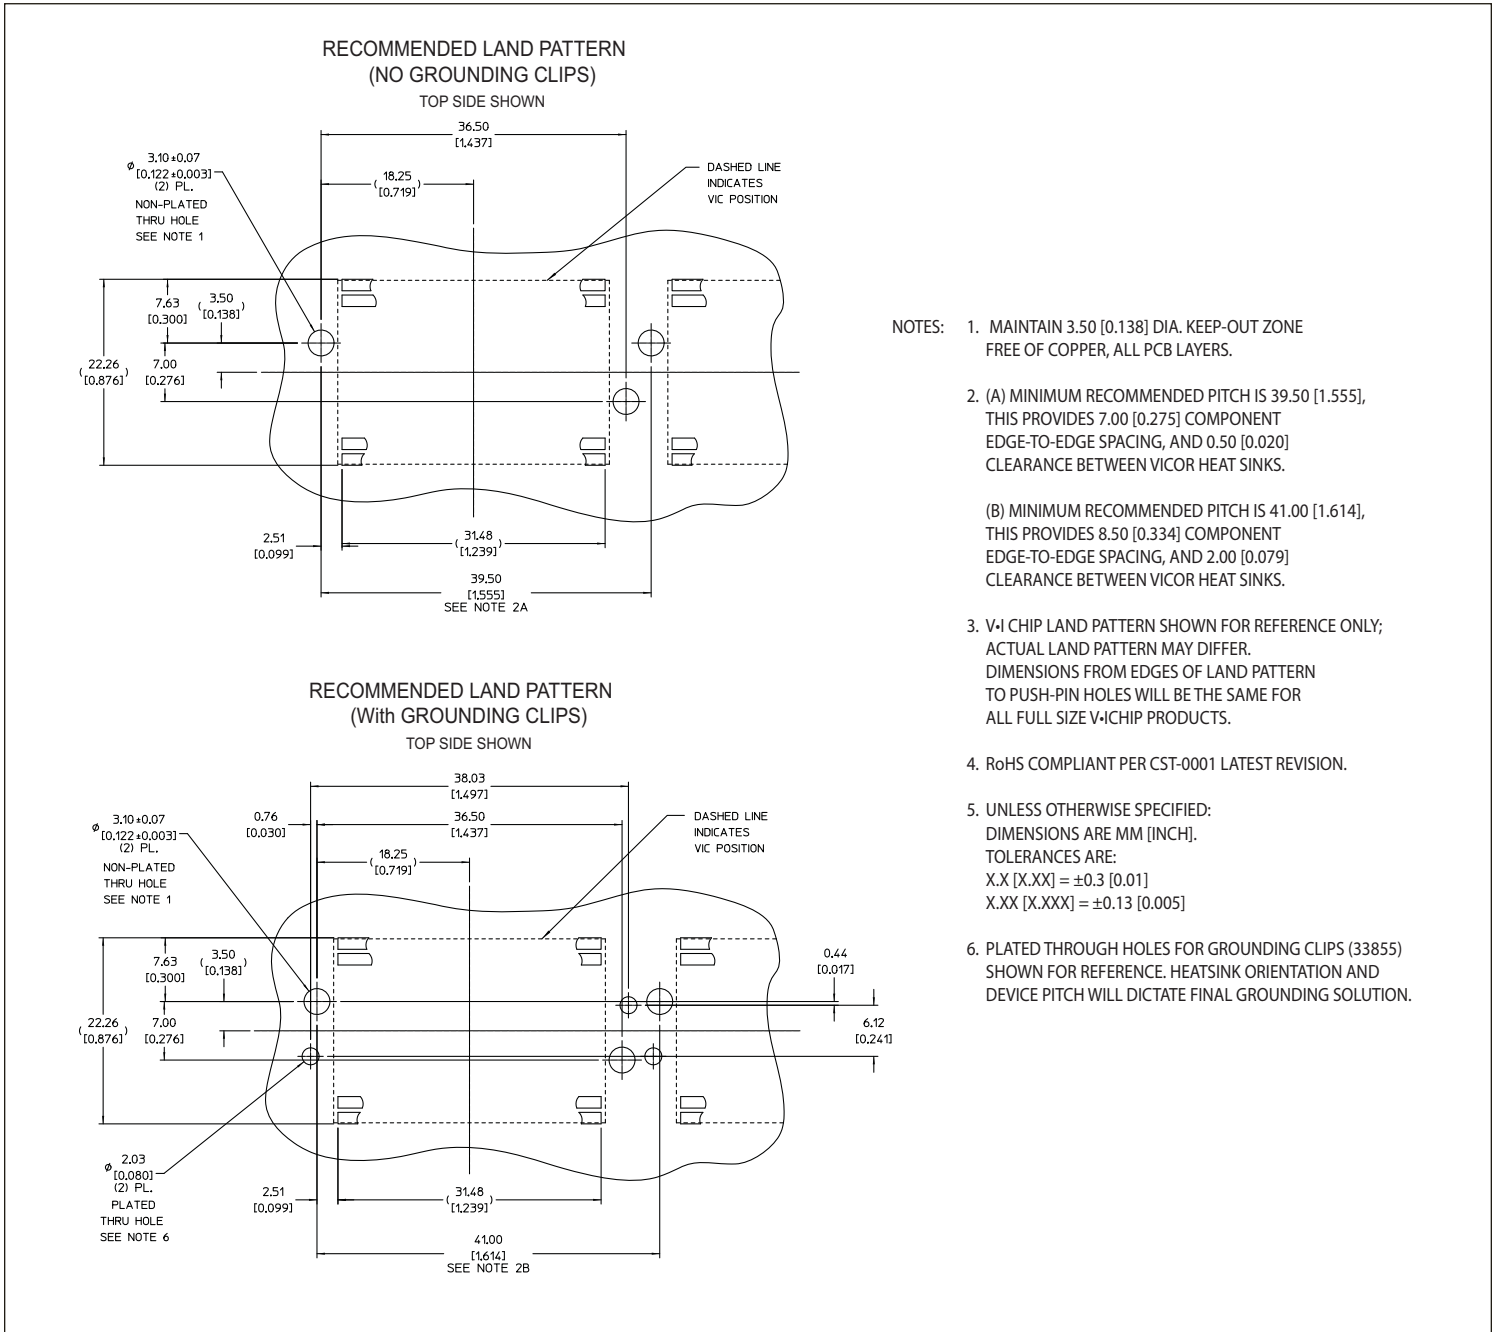 RECOMMENDED LAND PATTERN
(NO GROUNDING CLIPS)
TOP SIDE SHOWN
36.50
[1.437]
18.25
[0.719]
ø 3.10±0.07
[0.122±0.003]
(2) PL.
NON-PLATED
THRU HOLE
SEE NOTE 1
DASHED LINE
INDICATES
VIC POSITION
7.63
[0.300]
(3.50
[0.138])
(22.26
[0.876])
7.00
[0.276]
2.51
[0.099]
(31.48
[1.239])
39.50
[1.555]
SEE NOTE 2A
RECOMMENDED LAND PATTERN
(With GROUNDING CLIPS)
TOP SIDE SHOWN
38.03
[1.497]
0.76
[0.030]
36.50
[1.437]
(18.25
[0.719])
ø 3.10±0.07
[0.122±0.003]
(2) PL.
NON-PLATED
THRU HOLE
SEE NOTE 1
DASHED LINE
INDICATES
VIC POSITION
7.63
[0.300]
(3.50
[0.138])
(22.26
[0.876])
7.00
[0.276]
0.44
[0.017]
6.12
[0.241]
ø 2.03
[0.080]
(2) PL.
PLATED
THRU HOLE
SEE NOTE 6
2.51
[0.099]
(31.48
[1.239])
41.00
[1.614]
SEE NOTE 2B
NOTES: 1. MAINTAIN 3.50 [0.138] DIA. KEEP-OUT ZONE
FREE OF COPPER, ALL PCB LAYERS.
2. (A) MINIMUM RECOMMENDED PITCH IS 39.50 [1.555],
THIS PROVIDES 7.00 [0.275] COMPONENT
EDGE-TO-EDGE SPACING, AND 0.50 [0.020]
CLEARANCE BETWEEN VICOR HEAT SINKS.
(B) MINIMUM RECOMMENDED PITCH IS 41.00 [1.614],
THIS PROVIDES 8.50 [0.334] COMPONENT
EDGE-TO-EDGE SPACING, AND 2.00 [0.079]
CLEARANCE BETWEEN VICOR HEAT SINKS.
3. V•I CHIP LAND PATTERN SHOWN FOR REFERENCE ONLY;
ACTUAL LAND PATTERN MAY DIFFER.
DIMENSIONS FROM EDGES OF LAND PATTERN
TO PUSH-PIN HOLES WILL BE THE SAME FOR
ALL FULL SIZE V•ICHIP PRODUCTS.
4. RoHS COMPLIANT PER CST-0001 LATEST REVISION.
5. UNLESS OTHERWISE SPECIFIED:
DIMENSIONS ARE MM [INCH].
TOLERANCES ARE:
X.X [X.XX] = ±0.3 [0.01]
X.XX [X.XXX] = ±0.13 [0.005]
6. PLATED THROUGH HOLES FOR GROUNDING CLIPS (33855)
SHOWN FOR REFERENCE. HEATSINK ORIENTATION AND
DEVICE PITCH WILL DICTATE FINAL GROUNDING SOLUTION.